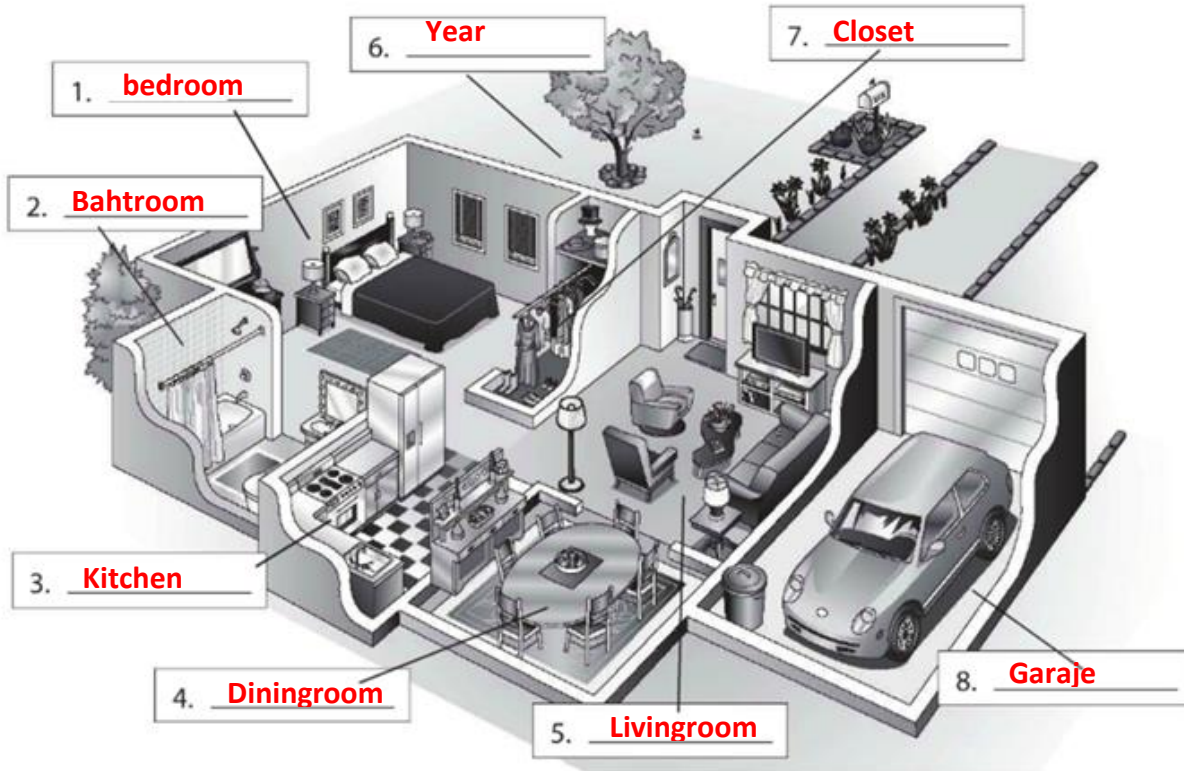 1. bedroom
2. Bahtroom
3. Kitchen
4. Diningroom
5. Livingroom
6. Year
7. Closet
8. Garaje